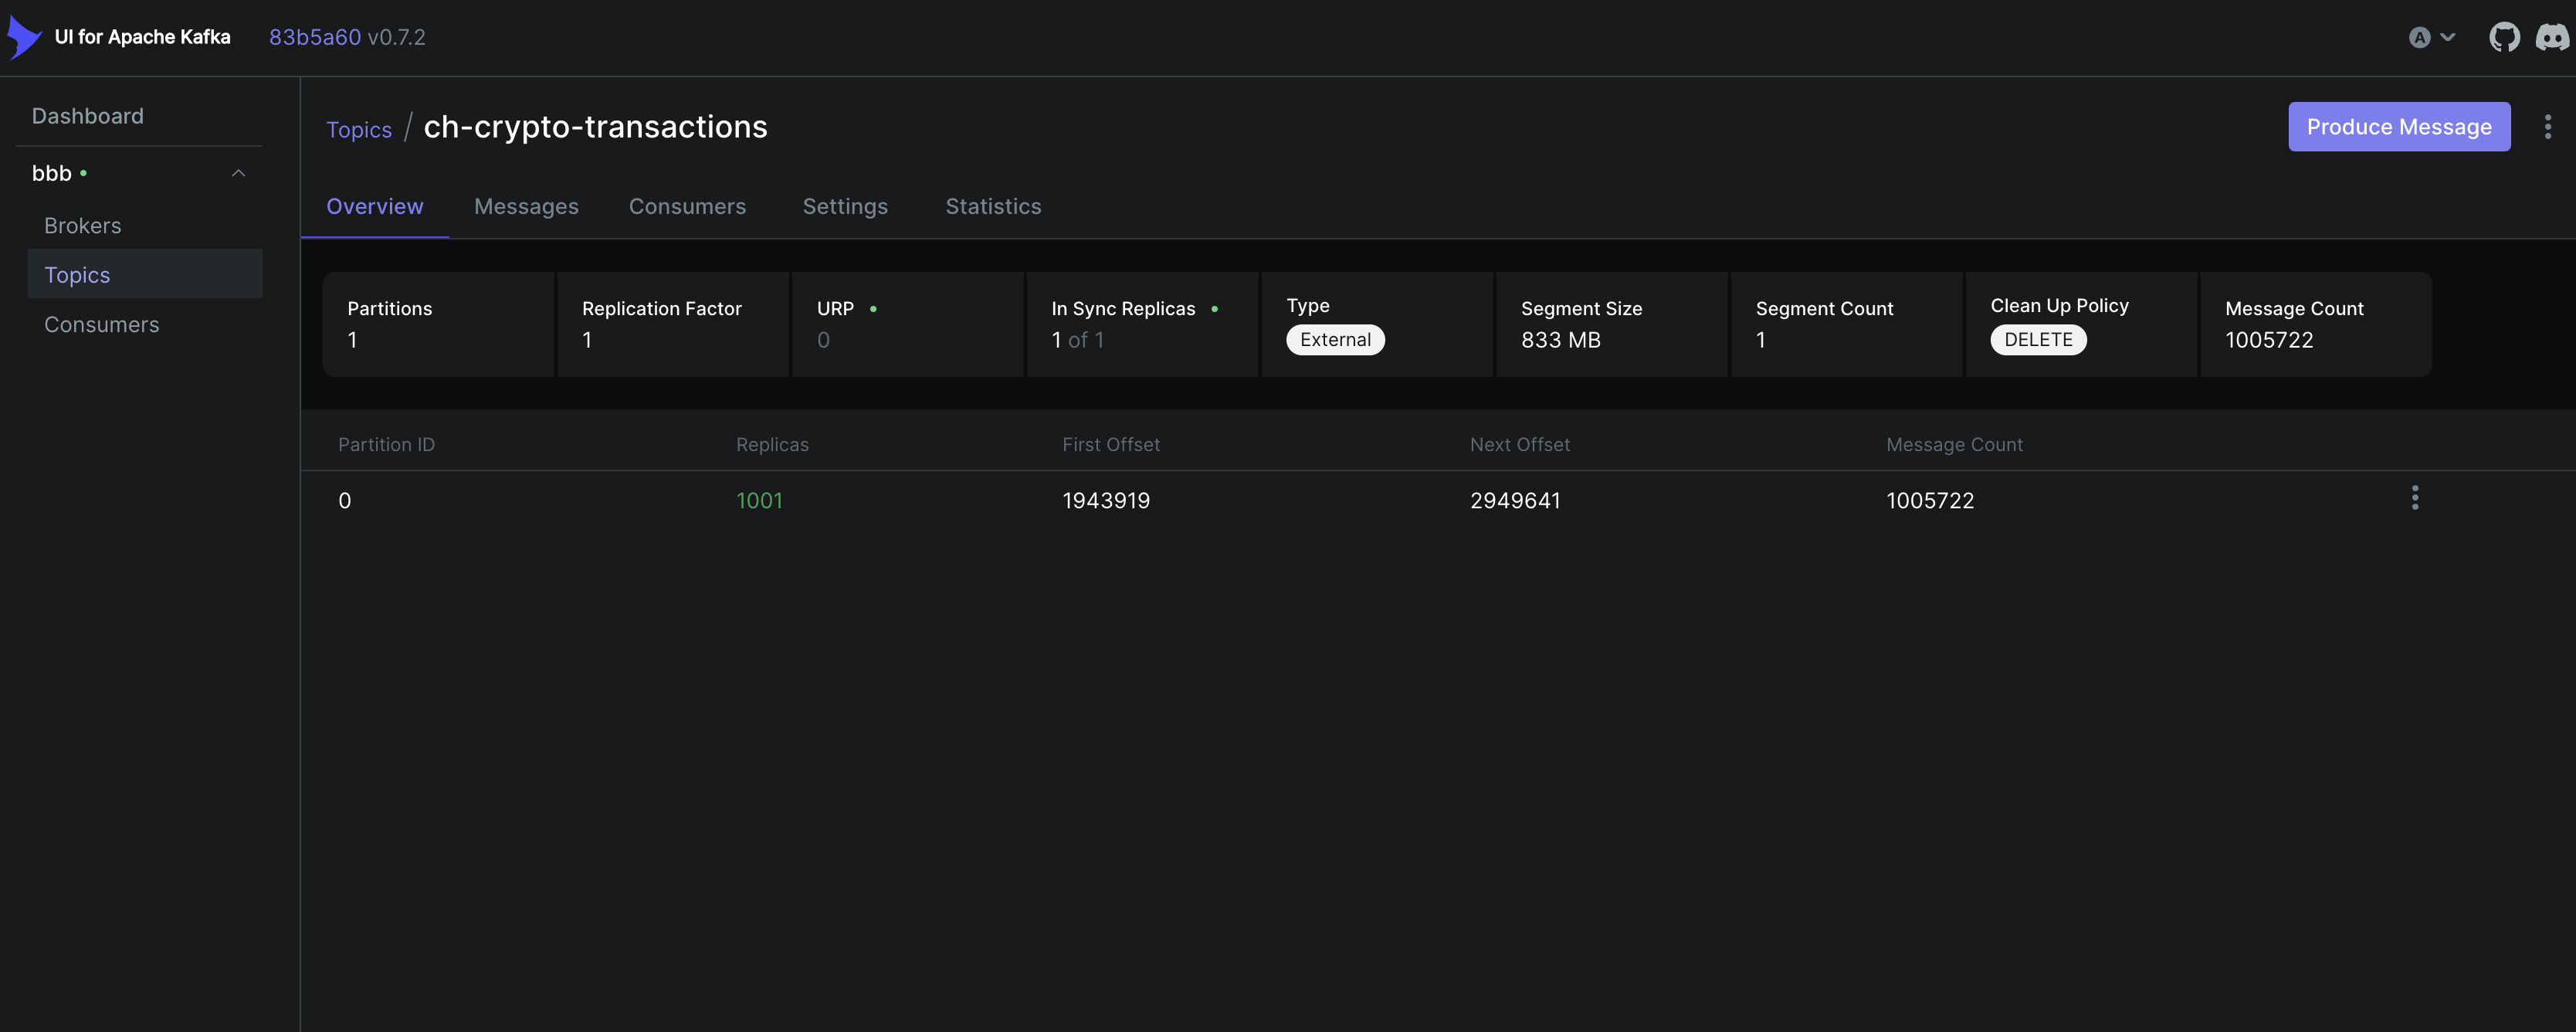 UI for Apache Kafka 83b5a60 v0.7.2 A
Dashboard
bbb
Brokers
Topics
Consumers
Topics / ch-crypto-transactions
Produce Message
Overview Messages Consumers Settings Statistics
Partitions
1
Replication Factor
1
URP
0
In Sync Replicas
1 of 1
Type
External
Segment Size
833 MB
Segment Count
1
Clean Up Policy
DELETE
Message Count
1005722
Partition ID Replicas First Offset Next Offset Message Count
0 1001 1943919 2949641 1005722